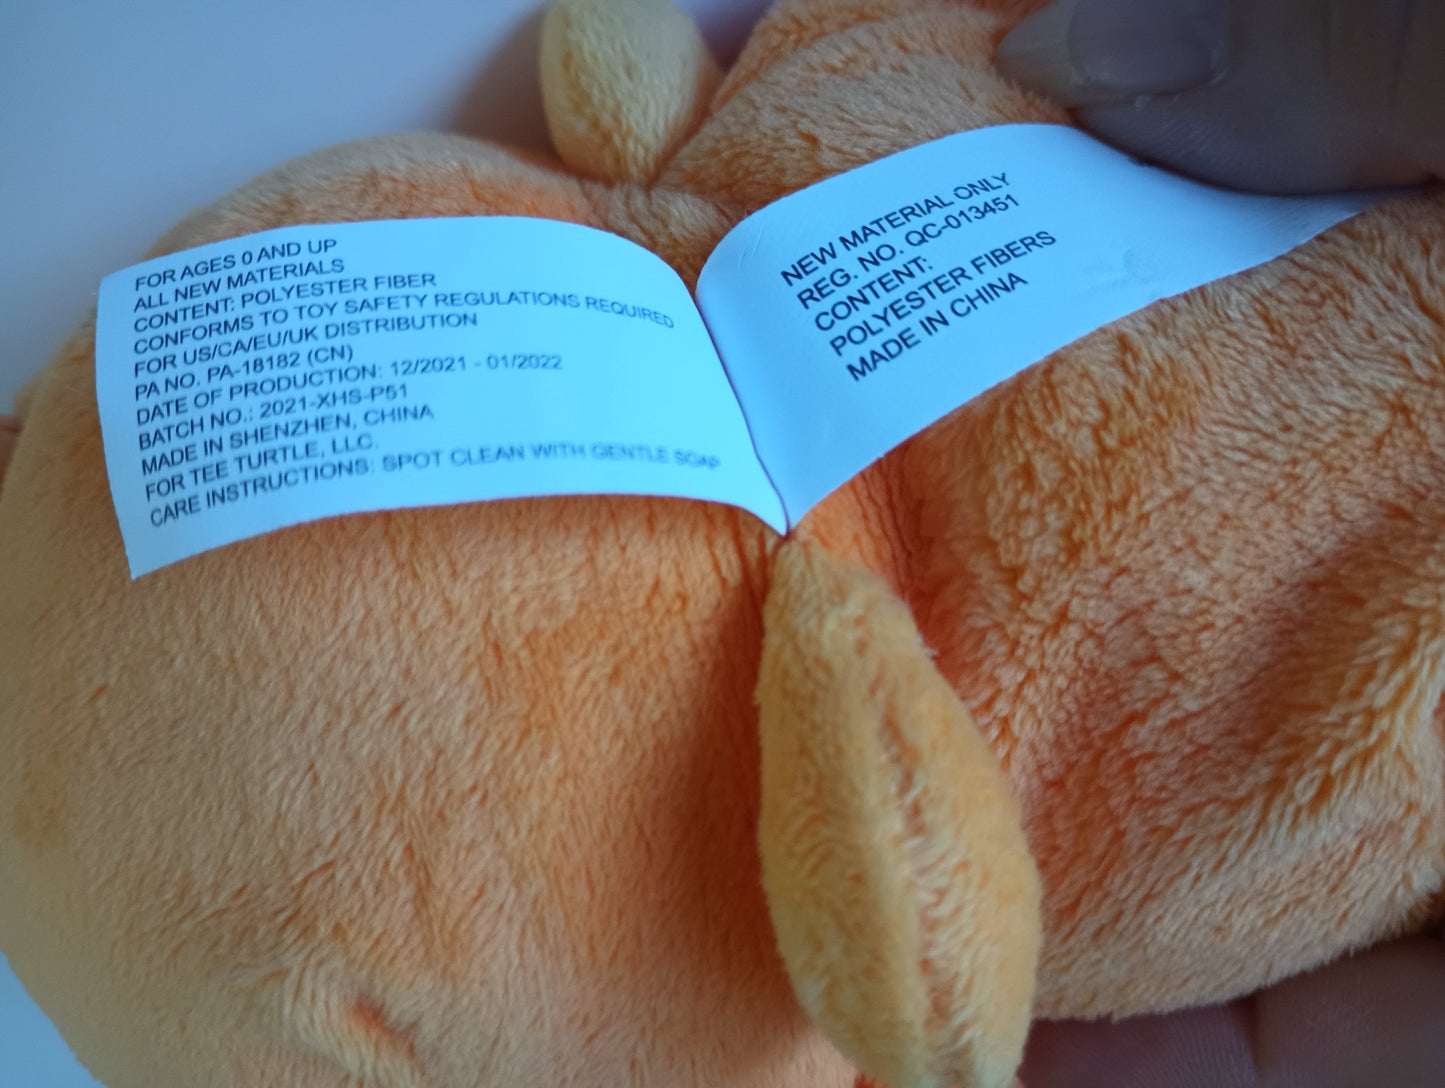 FOR AGES 0 AND UP
ALL NEW MATERIALS
CONTENT: POLYESTER FIBER
CONFORMS TO TOY SAFETY REGULATIONS REQUIRED
FOR US/CA/EU/UK DISTRIBUTION
PA NO. PA-18182 (CN)
DATE OF PRODUCTION: 12/2021 - 01/2022
BATCH NO.: 2021-XHS-P51
MADE IN SHENZHEN, CHINA
FOR TEE TURTLE, LLC.
CARE INSTRUCTIONS: SPOT CLEAN WITH GENTLE SOAP
NEW MATERIAL ONLY
REG. NO. QC-013451
CONTENT:
POLYESTER FIBERS
MADE IN CHINA